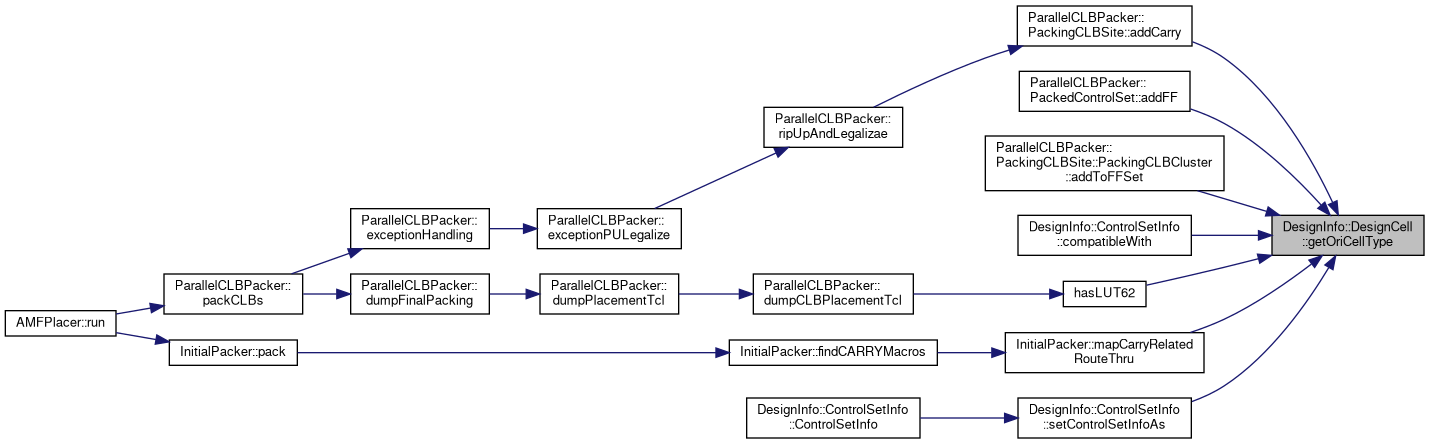 ParallelCLBPacker::
PackingCLBSite::addCarry
ParallelCLBPacker::
PackedControlSet::addFF
ParallelCLBPacker::
ripUpAndLegalizae
ParallelCLBPacker::
PackingCLBSite::PackingCLBCluster
::addToFFSet
ParallelCLBPacker::
exceptionHandling
ParallelCLBPacker::
exceptionPULegalize
DesignInfo::ControlSetInfo
::compatibleWith
DesignInfo::DesignCell
::getOriCellType
ParallelCLBPacker::
packCLBs
ParallelCLBPacker::
dumpFinalPacking
ParallelCLBPacker::
dumpPlacementTcl
ParallelCLBPacker::
dumpCLBPlacementTcl
hasLUT62
AMFPlacer::run
InitialPacker::pack
InitialPacker::findCARRYMacros
InitialPacker::mapCarryRelated
RouteThru
DesignInfo::ControlSetInfo
::ControlSetInfo
DesignInfo::ControlSetInfo
::setControlSetInfoAs